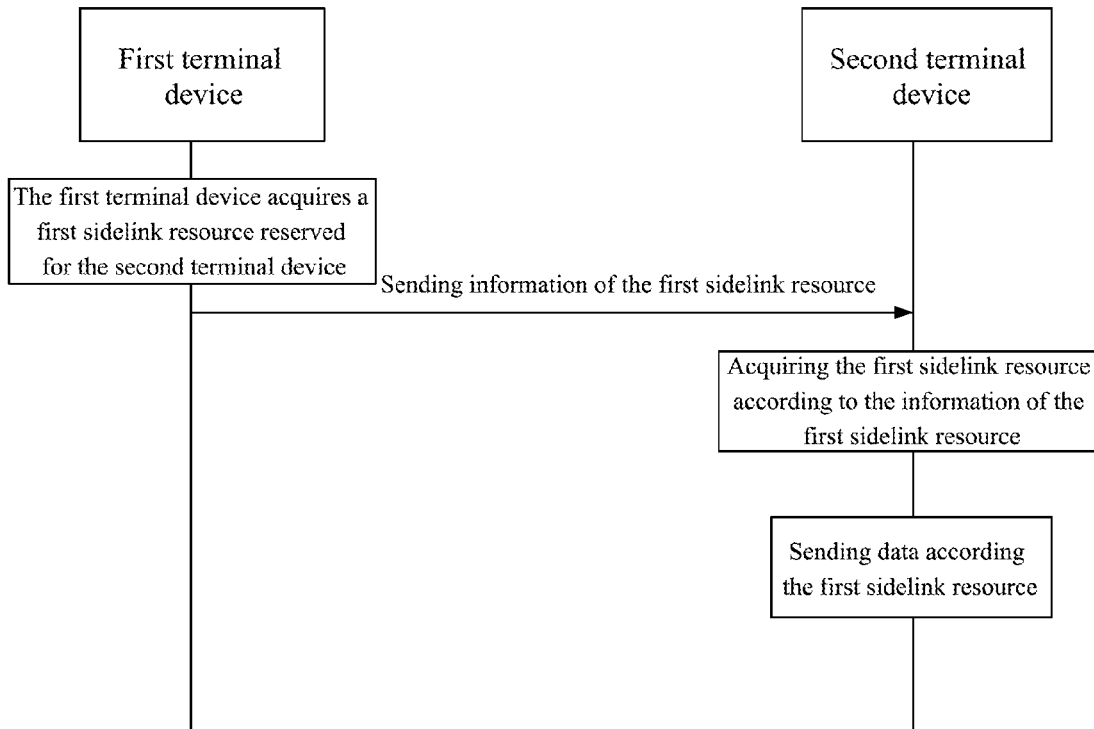 First terminal
device
Second terminal
device
The first terminal device acquires a
first sidelink resource reserved
for the second terminal device
Sending information of the first sidelink resource
Acquiring the first sidelink resource
according to the information of the
first sidelink resource
Sending data according
the first sidelink resource